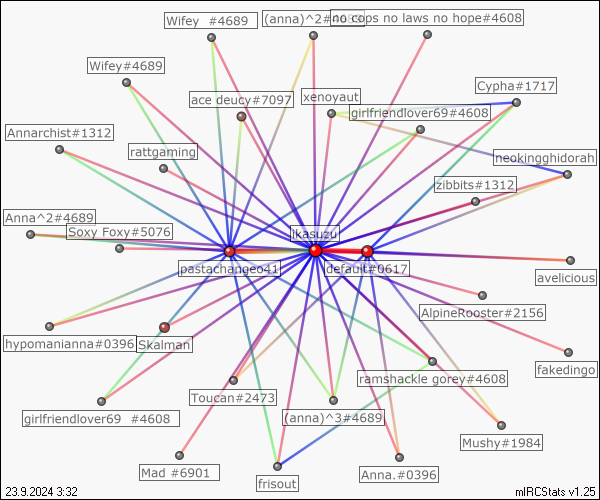 Wifey  #4689
(anna)^2#
no cops no laws no hope#4608
Wifey#4689
Cypha#1717
ace deucy#7097
xenoyaut
girlfriendlover69#4608
Annarchist#1312
rattgaming
neokingghidorah
zibbits#1312
Anna^2#4689
Soxy Foxy#5076
ikasuzu
pastachangeo41
default#0617
avelicious
AlpineRooster#2156
hypomanianna#0396
Skalman
fakedingo
ramshackle gorey#4608
Toucan#2473
girlfriendlover69  #4608
(anna)^3#4689
Mushy#1984
Mad #6901
frisout
Anna.#0396
23.9.2024 3:32
mIRCStats v1.25